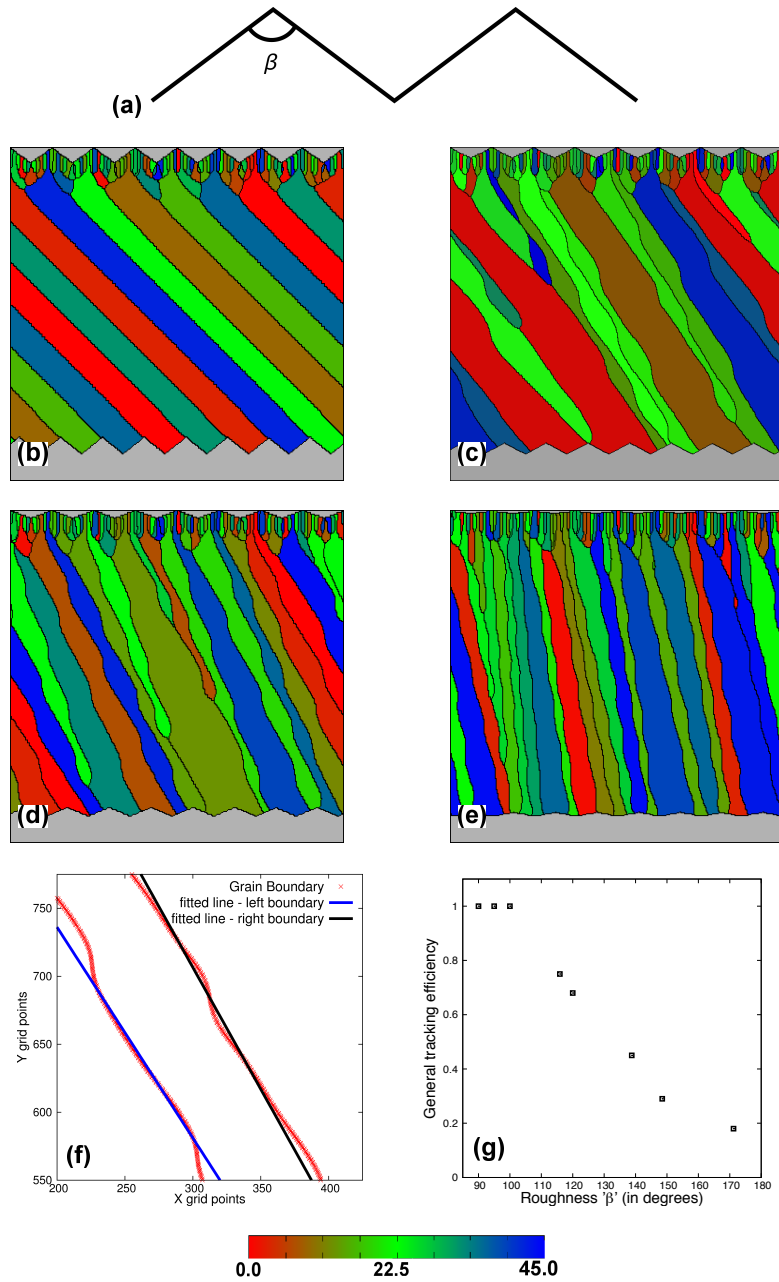 β
(a)
(b)
(c)
(d)
(e)
Grain Boundary
fitted line - left boundary
fitted line - right boundary
750
700
650
600
550
Y grid points
200
250
300
350
400
X grid points
(f)
General tracking efficiency
1
0.8
0.6
0.4
0.2
0
90
100
110
120
130
140
150
160
170
180
Roughness 'β' (in degrees)
(g)
0.0
22.5
45.0